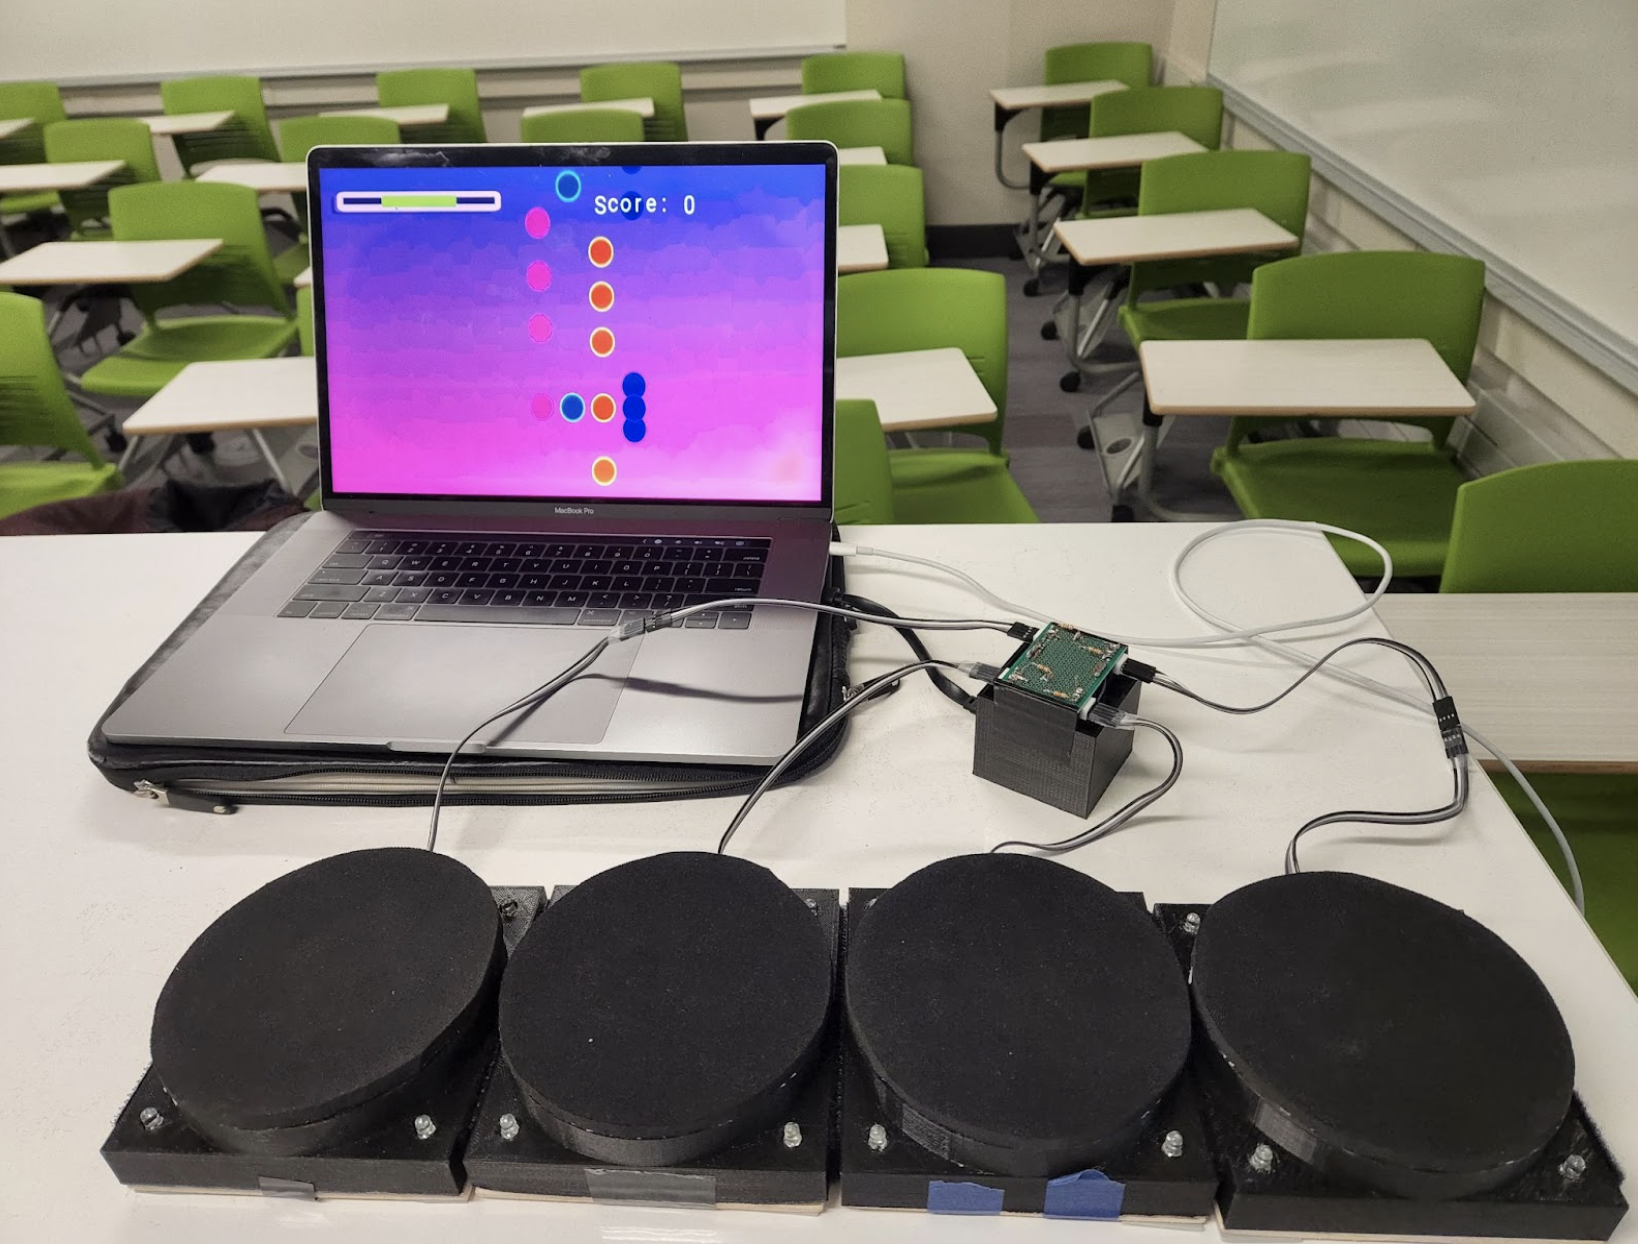 Score: 0
MacBook Pro
Q W E R T Y U I O P
A S D F G H J K L
Z X C V B N M